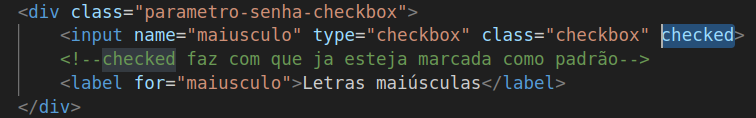 <div class="parametro-senha-checkbox">
<input name="maiusculo" type="checkbox" class="checkbox" checked>
<!--checked faz com que ja esteja marcada como padrão-->
<label for="maiusculo">Letras maiúsculas</label>
</div>